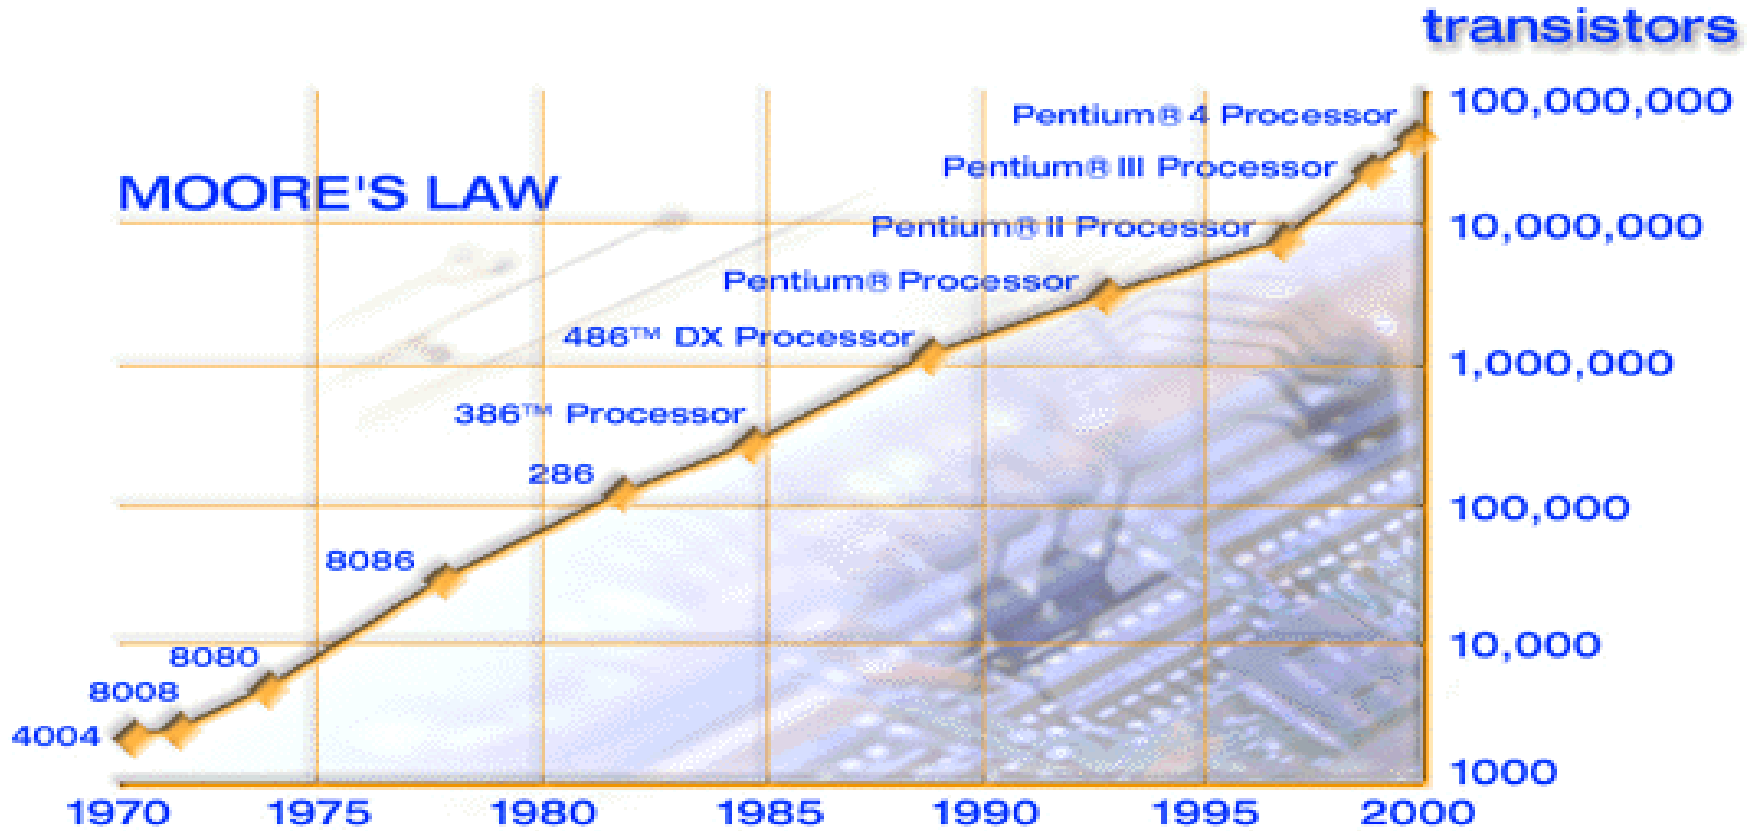 transistors
100,000,000
Pentium® 4 Processor
Pentium® III Processor
MOORE'S LAW
Pentium® II Processor
10,000,000
Pentium® Processor
486™ DX Processor
1,000,000
386™ Processor
286
100,000
8086
8080
10,000
8008
4004
1000
1970 1975 1980 1985 1990 1995 2000